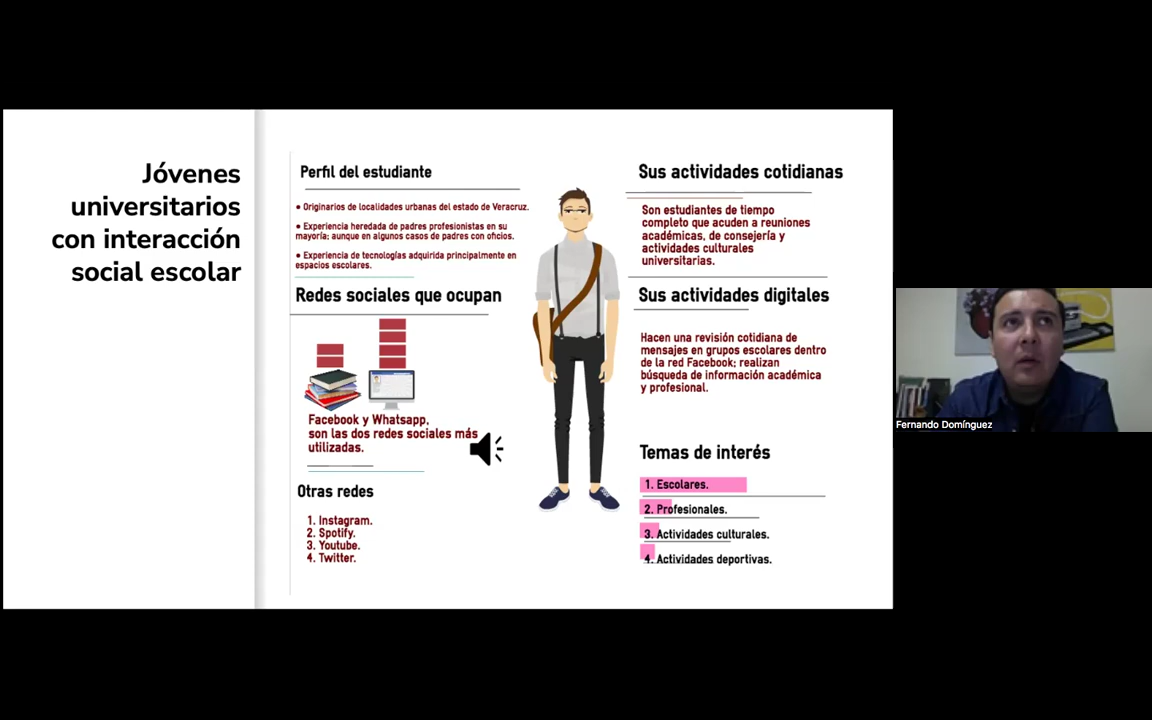 Jóvenes
universitarios
con interacción
social escolar
Perfil del estudiante
● Originarios de localidades urbanas del estado de Veracruz.
● Experiencia heredada de padres profesionistas en su
mayoría; aunque en algunos casos de padres con oficios.
● Experiencia de tecnologías adquirida principalmente en
espacios escolares.
Redes sociales que ocupan
Facebook y Whatsapp,
son las dos redes sociales más
utilizadas.
Otras redes
1. Instagram.
2. Spotify.
3. Youtube.
4. Twitter.
Sus actividades cotidianas
Son estudiantes de tiempo
completo que acuden a reuniones
académicas, de consejería y
actividades culturales
universitarias.
Sus actividades digitales
Hacen una revisión cotidiana de
mensajes en grupos escolares dentro
de la red Facebook; realizan
búsqueda de información académica
y profesional.
Temas de interés
1. Escolares.
2. Profesionales.
3. Actividades culturales.
4. Actividades deportivas.
Fernando Domínguez